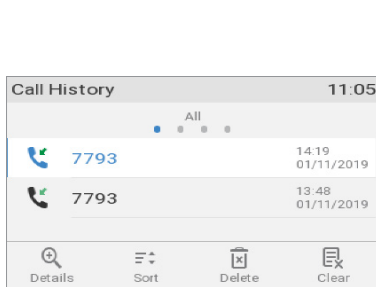 Call History 11:05
All
7793 14:19
01/11/2019
7793 13:48
01/11/2019
Details Sort Delete Clear